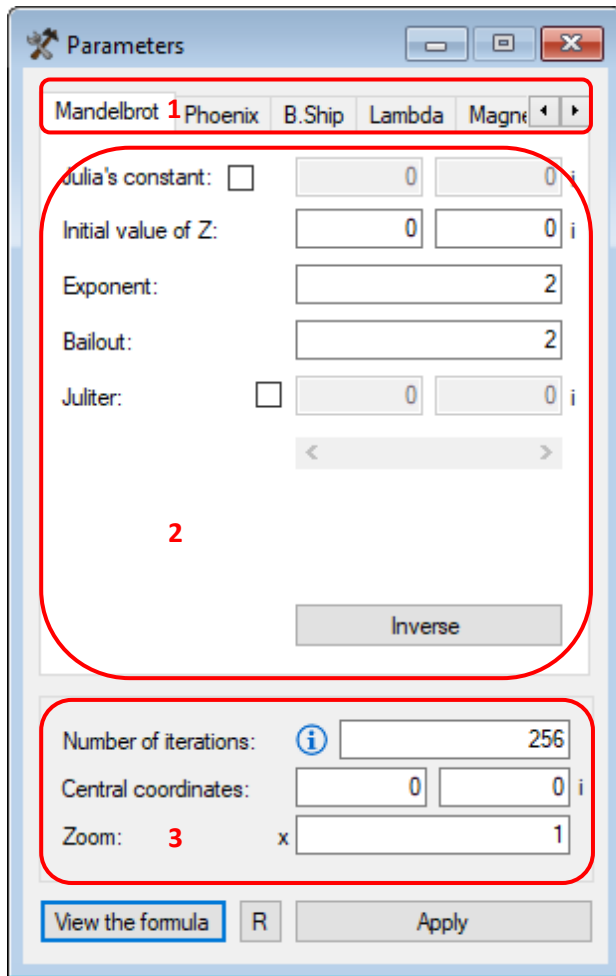 Parameters
Mandelbrot 1 Phoenix B.Ship Lambda Magne
Julia's constant: 0 0 i
Initial value of Z: 0 0 i
Exponent: 2
Bailout: 2
Juliter: 0 0 i
< >
2
Inverse
Number of iterations: i 256
Central coordinates: 0 0 i
Zoom: 3 x 1
View the formula R Apply